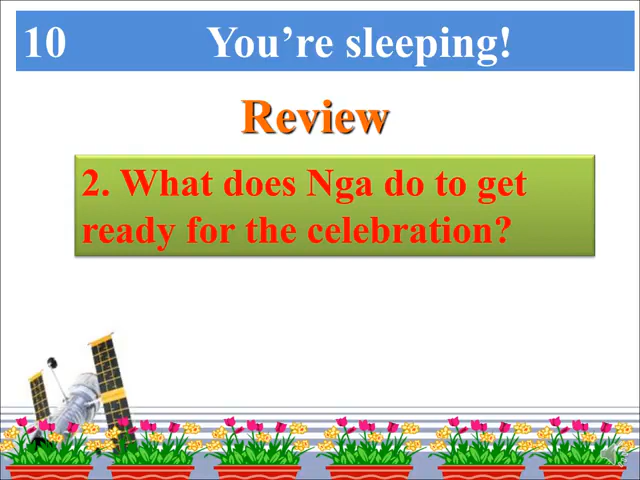 10 You’re sleeping!
Review
2. What does Nga do to get
ready for the celebration?